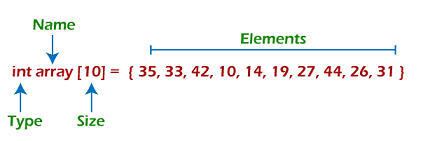 Name
Elements
int array [10] = { 35, 33, 42, 10, 14, 19, 27, 44, 26, 31 }
Type Size